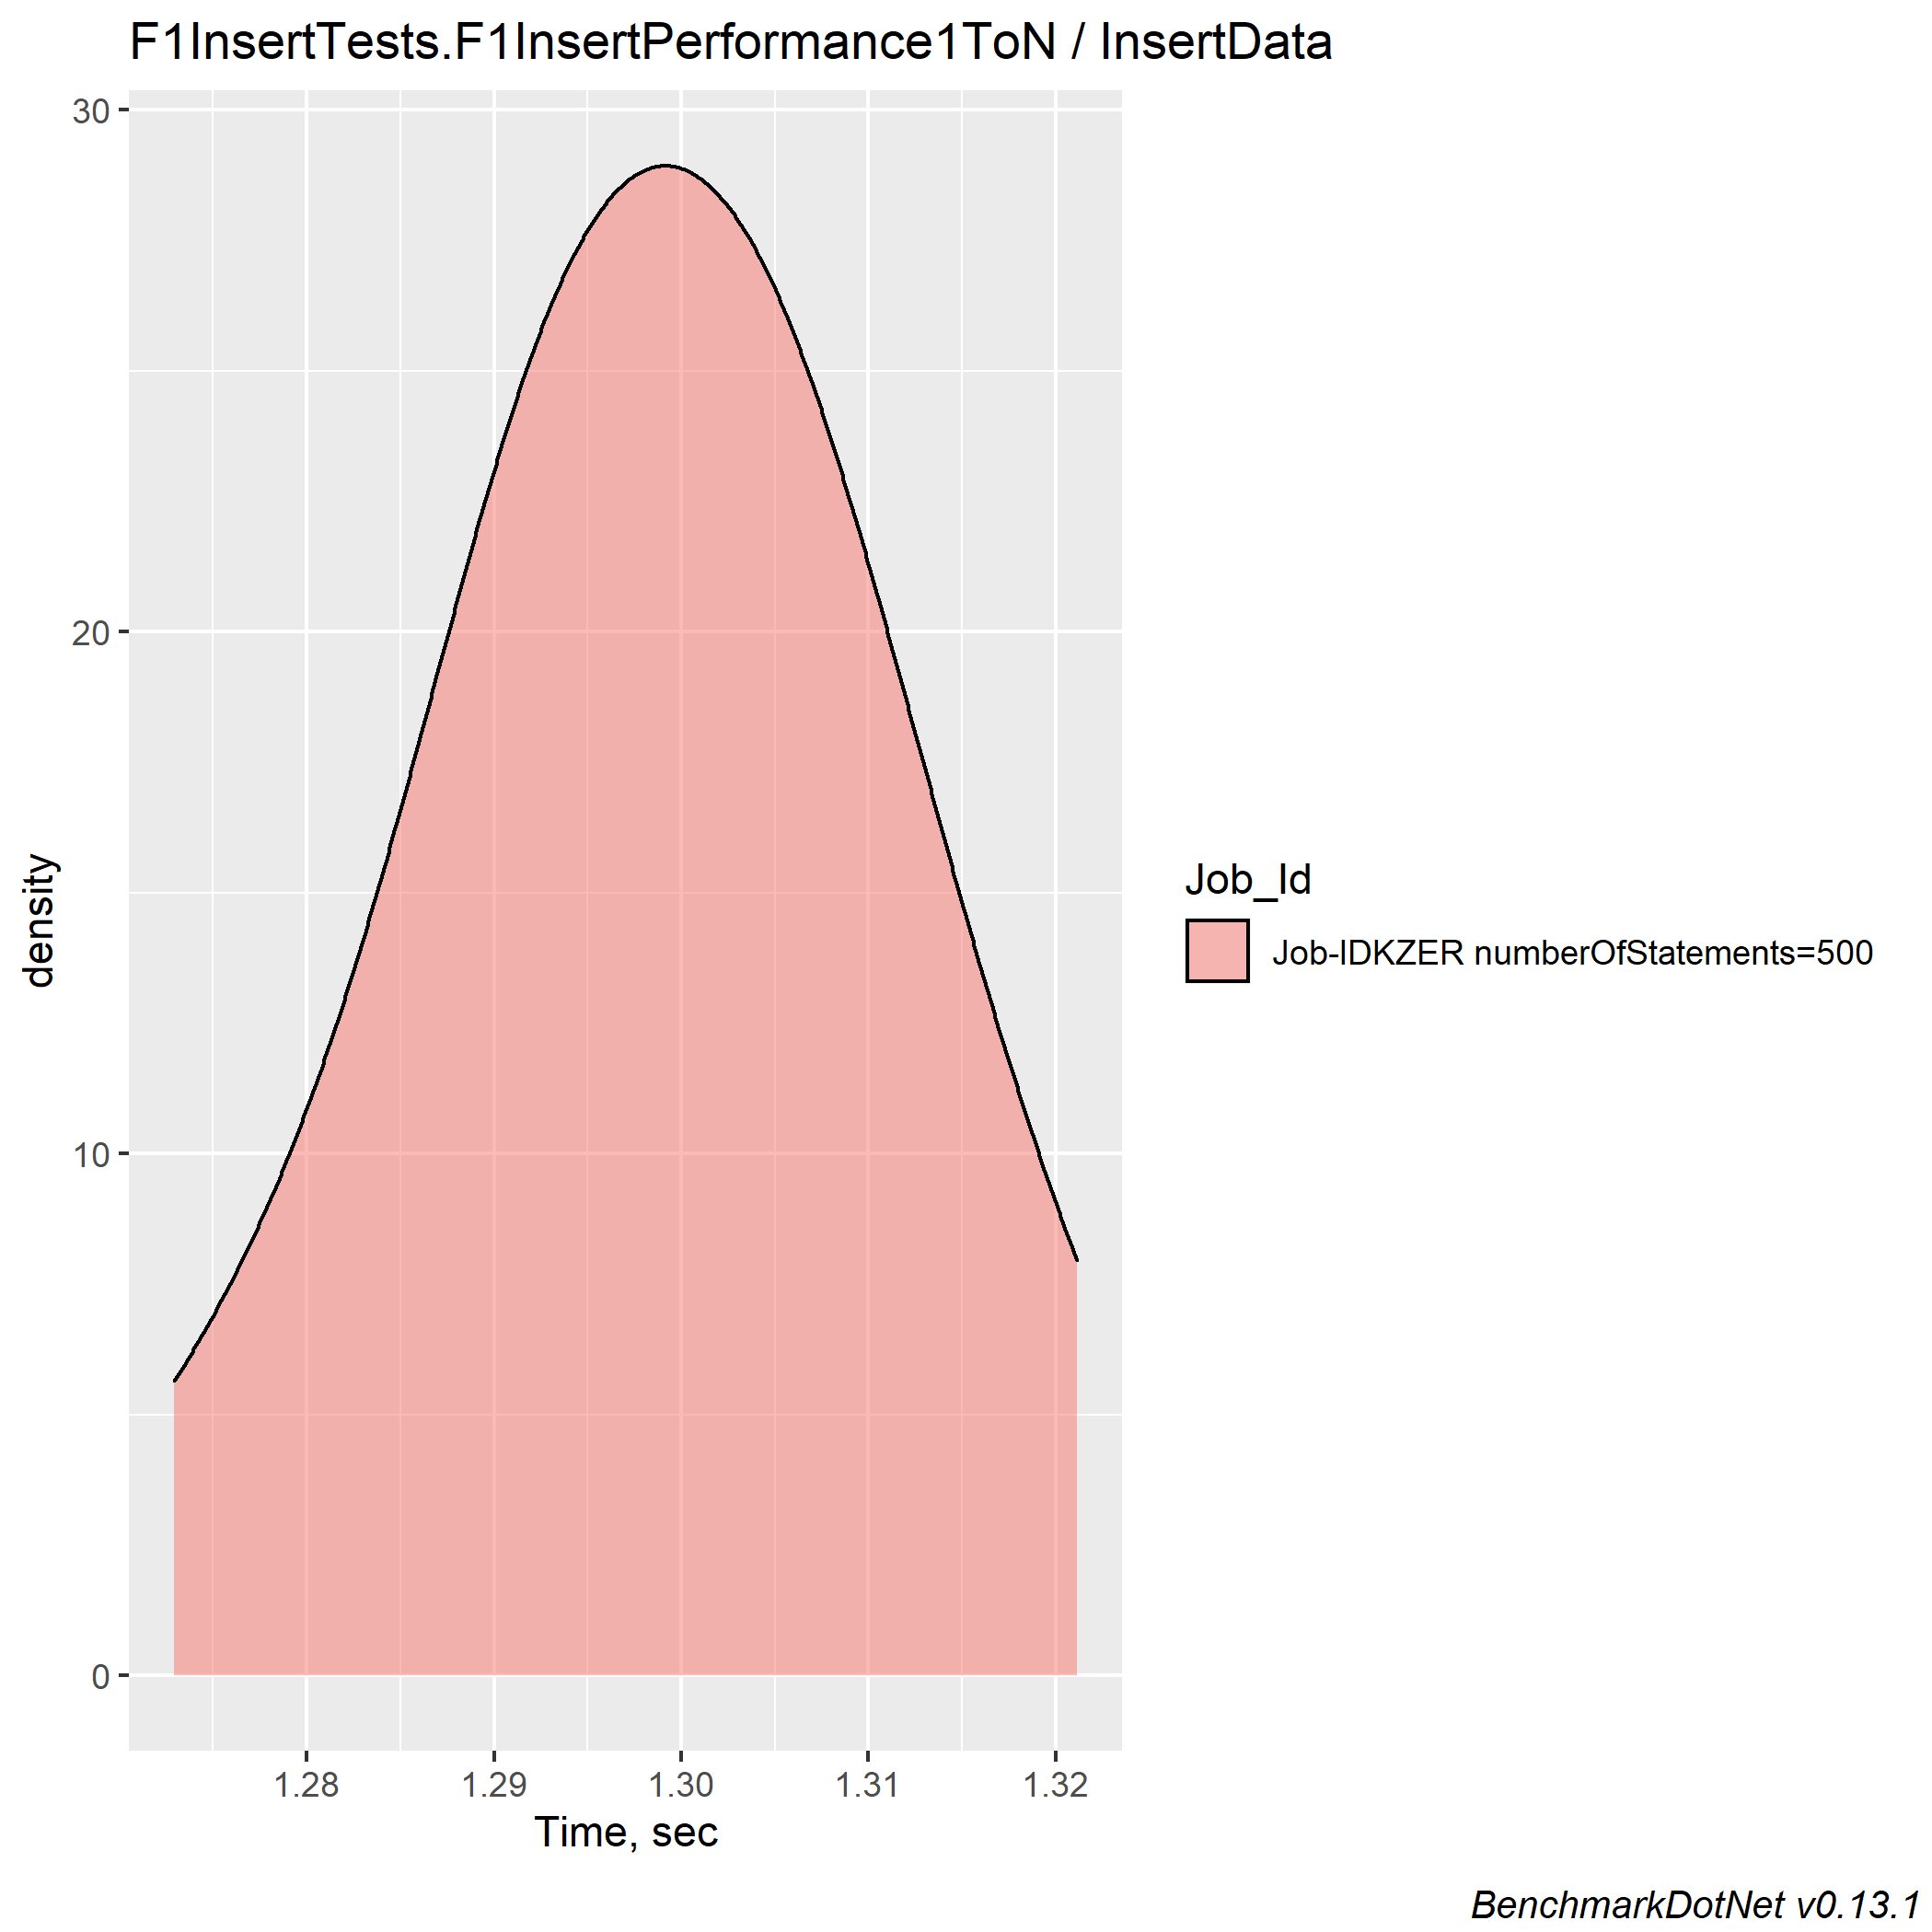 F1InsertTests.F1InsertPerformance1ToN / InsertData
30
20
10
0
density
1.28 1.29 1.30 1.31 1.32
Time, sec
Job_Id
Job-IDKZER numberOfStatements=500
BenchmarkDotNet v0.13.1